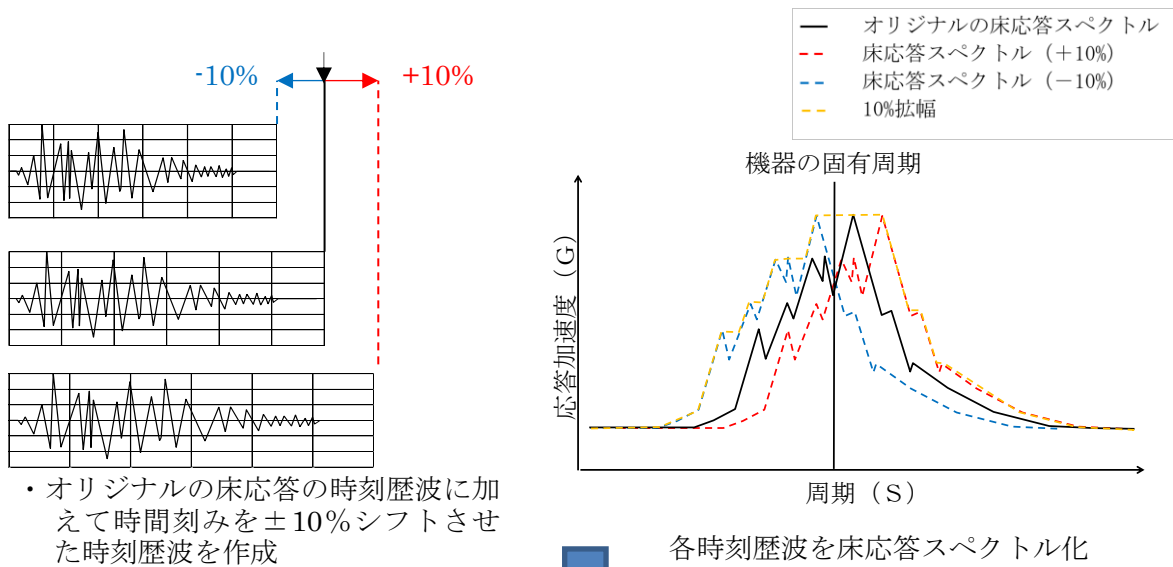 -10%
+10%
・オリジナルの床応答の時刻歴波に加
えて時間刻みを±10％シフトさせ
た時刻歴波を作成
オリジナルの床応答スペクトル
床応答スペクトル（＋10%）
床応答スペクトル（－10%）
10%拡幅
機器の固有周期
応答加速度（G）
周期（S）
各時刻歴波を床応答スペクトル化